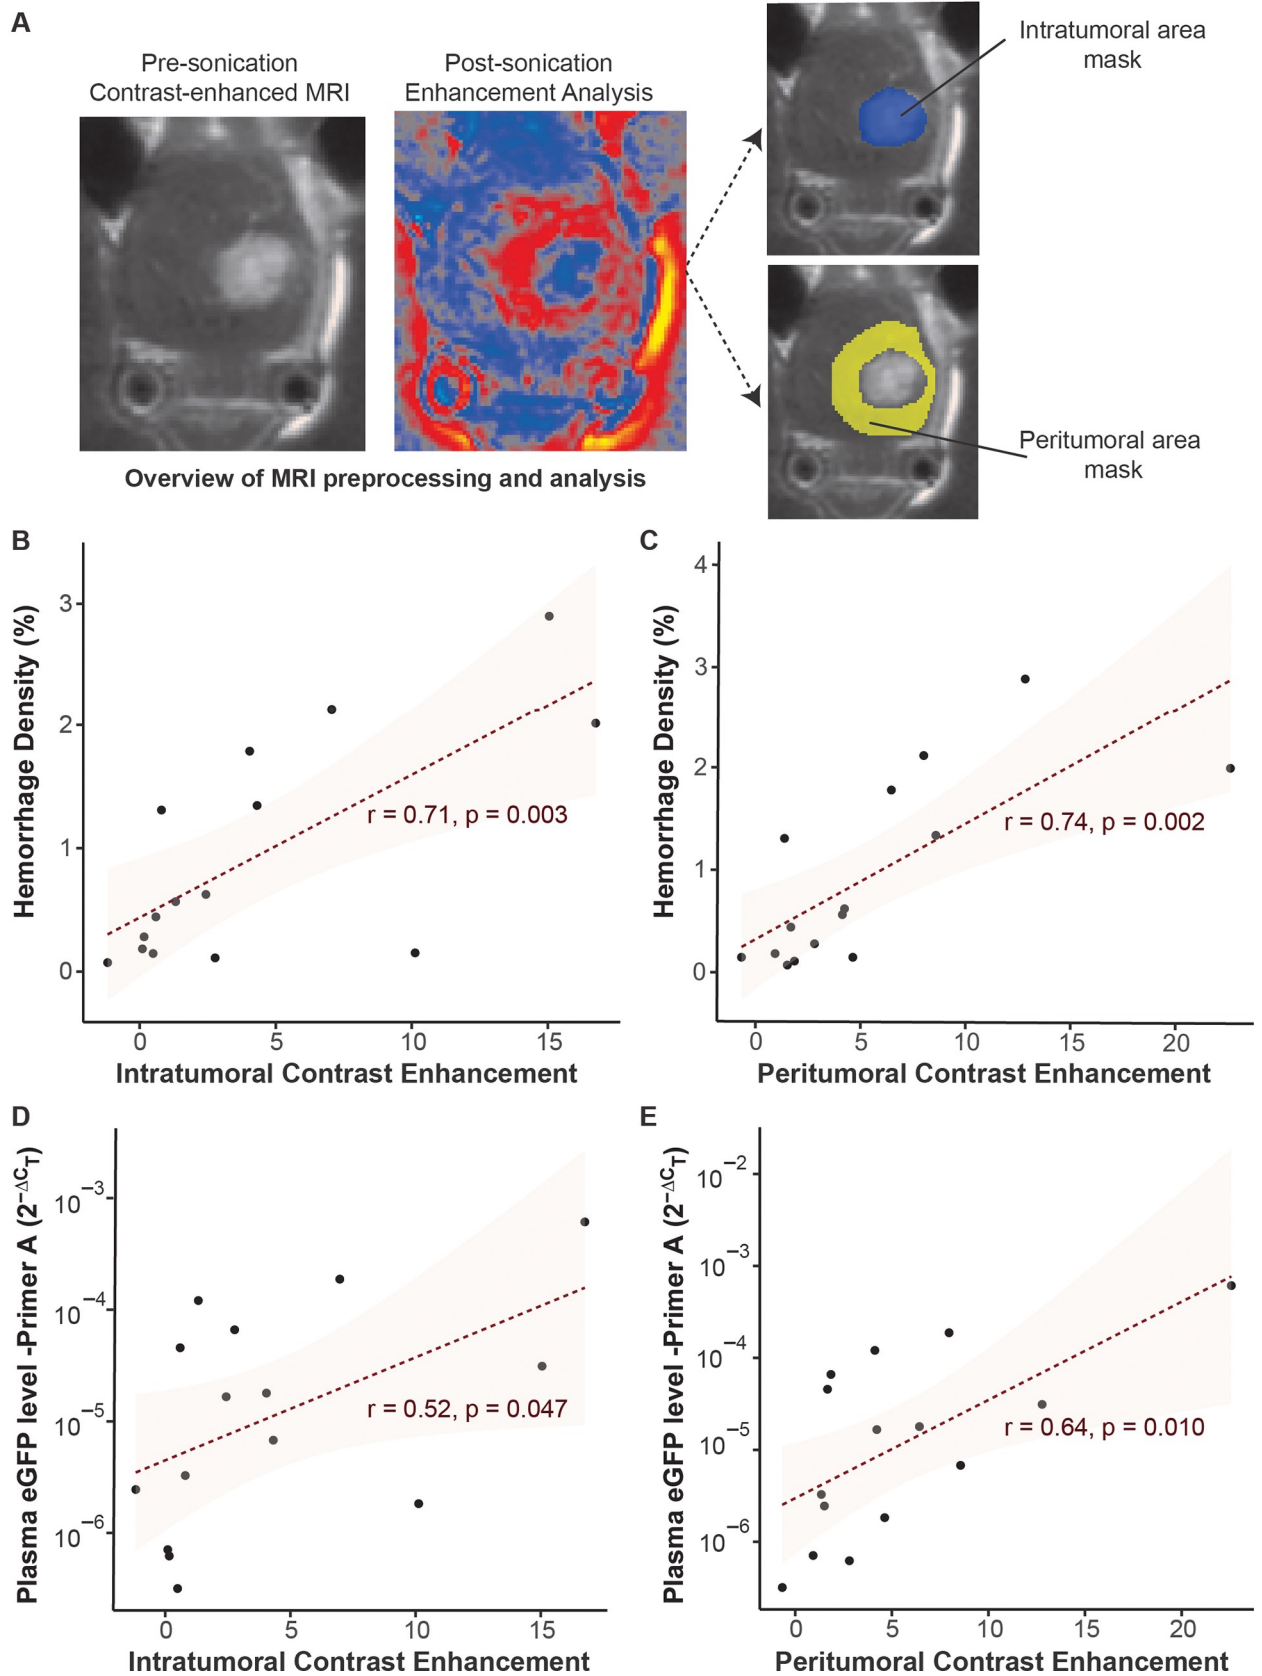 A
Pre-sonication
Contrast-enhanced MRI
Post-sonication
Enhancement Analysis
Intratumoral area
mask
Peritumoral area
mask
Overview of MRI preprocessing and analysis
B
Hemorrhage Density (%)
3
2
1
0
r = 0.71, p = 0.003
0 5 10 15
Intratumoral Contrast Enhancement
C
Hemorrhage Density (%)
4
3
2
1
0
r = 0.74, p = 0.002
0 5 10 15 20
Peritumoral Contrast Enhancement
D
Plasma eGFP level -Primer A (2^−ΔC_T)
10^−3
10^−4
10^−5
10^−6
r = 0.52, p = 0.047
0 5 10 15
Intratumoral Contrast Enhancement
E
Plasma eGFP level -Primer A (2^−ΔC_T)
10^−2
10^−3
10^−4
10^−5
10^−6
r = 0.64, p = 0.010
0 5 10 15 20
Peritumoral Contrast Enhancement